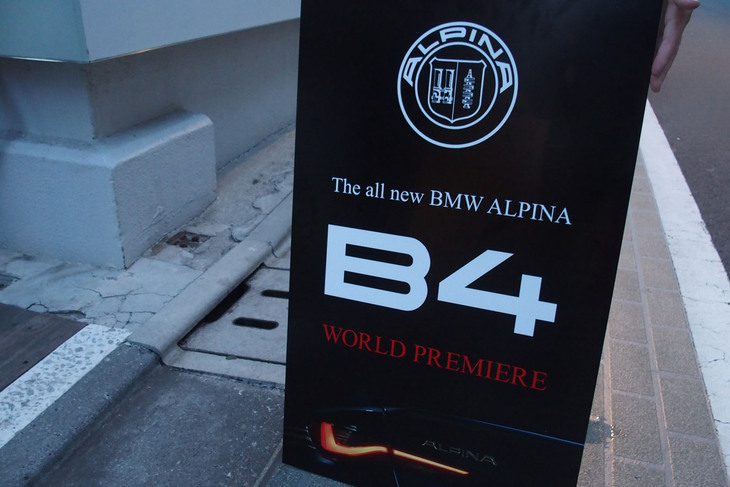 ALPINA
The all new BMW ALPINA
B4
WORLD PREMIERE
ALPINA